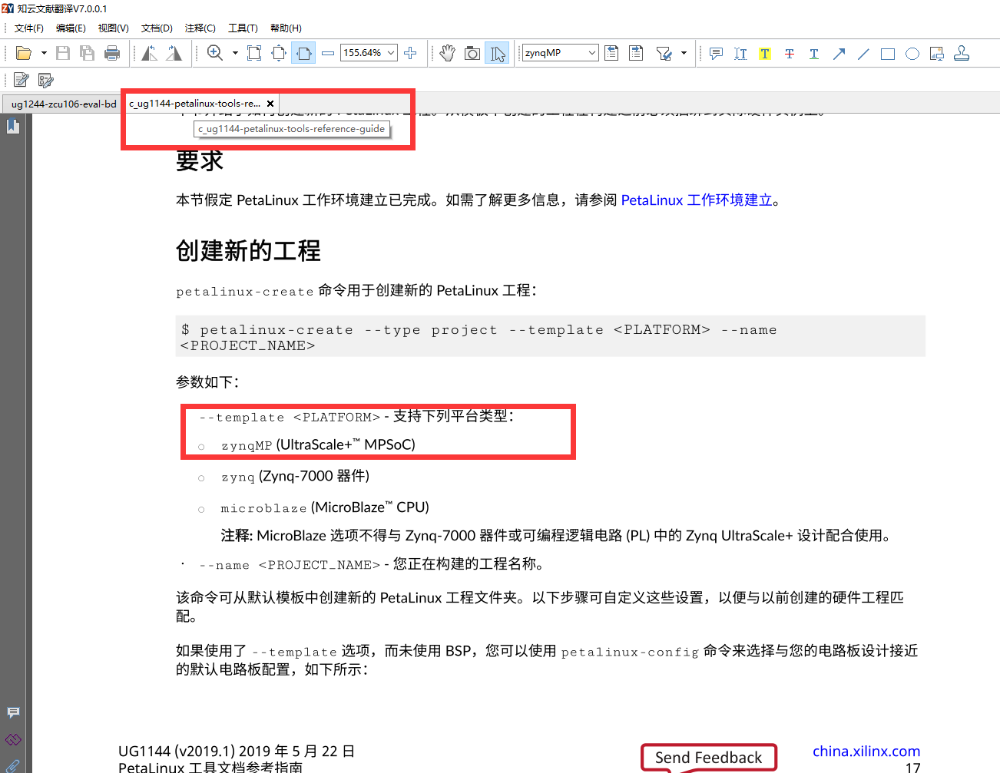 知云文献翻译V7.0.0.1
文件(F) 编辑(E) 视图(V) 文档(D) 注释(C) 工具(T) 帮助(H)
155.64% zynqMP
ug1244-zcu106-eval-bd c_ug1144-petalinux-tools-re...
c_ug1144-petalinux-tools-reference-guide
要求
本节假定 PetaLinux 工作环境建立已完成。如需了解更多信息，请参阅 PetaLinux 工作环境建立。
创建新的工程
petalinux-create 命令用于创建新的 PetaLinux 工程：
$ petalinux-create --type project --template <PLATFORM> --name
<PROJECT_NAME>
参数如下：
--template <PLATFORM> - 支持下列平台类型：
○ zynqMP (UltraScale+™ MPSoC)
○ zynq (Zynq-7000 器件)
○ microblaze (MicroBlaze™ CPU)
注释: MicroBlaze 选项不得与 Zynq-7000 器件或可编程逻辑电路 (PL) 中的 Zynq UltraScale+ 设计配合使用。
· --name <PROJECT_NAME> - 您正在构建的工程名称。
该命令可从默认模板中创建新的 PetaLinux 工程文件夹。以下步骤可自定义这些设置，以便与以前创建的硬件工程匹
配。
如果使用了 --template 选项，而未使用 BSP，您可以使用 petalinux-config 命令来选择与您的电路板设计接近
的默认电路板配置，如下所示：
UG1144 (v2019.1) 2019 年 5 月 22 日 Send Feedback china.xilinx.com
PetaLinux 工具文档参考指南 17